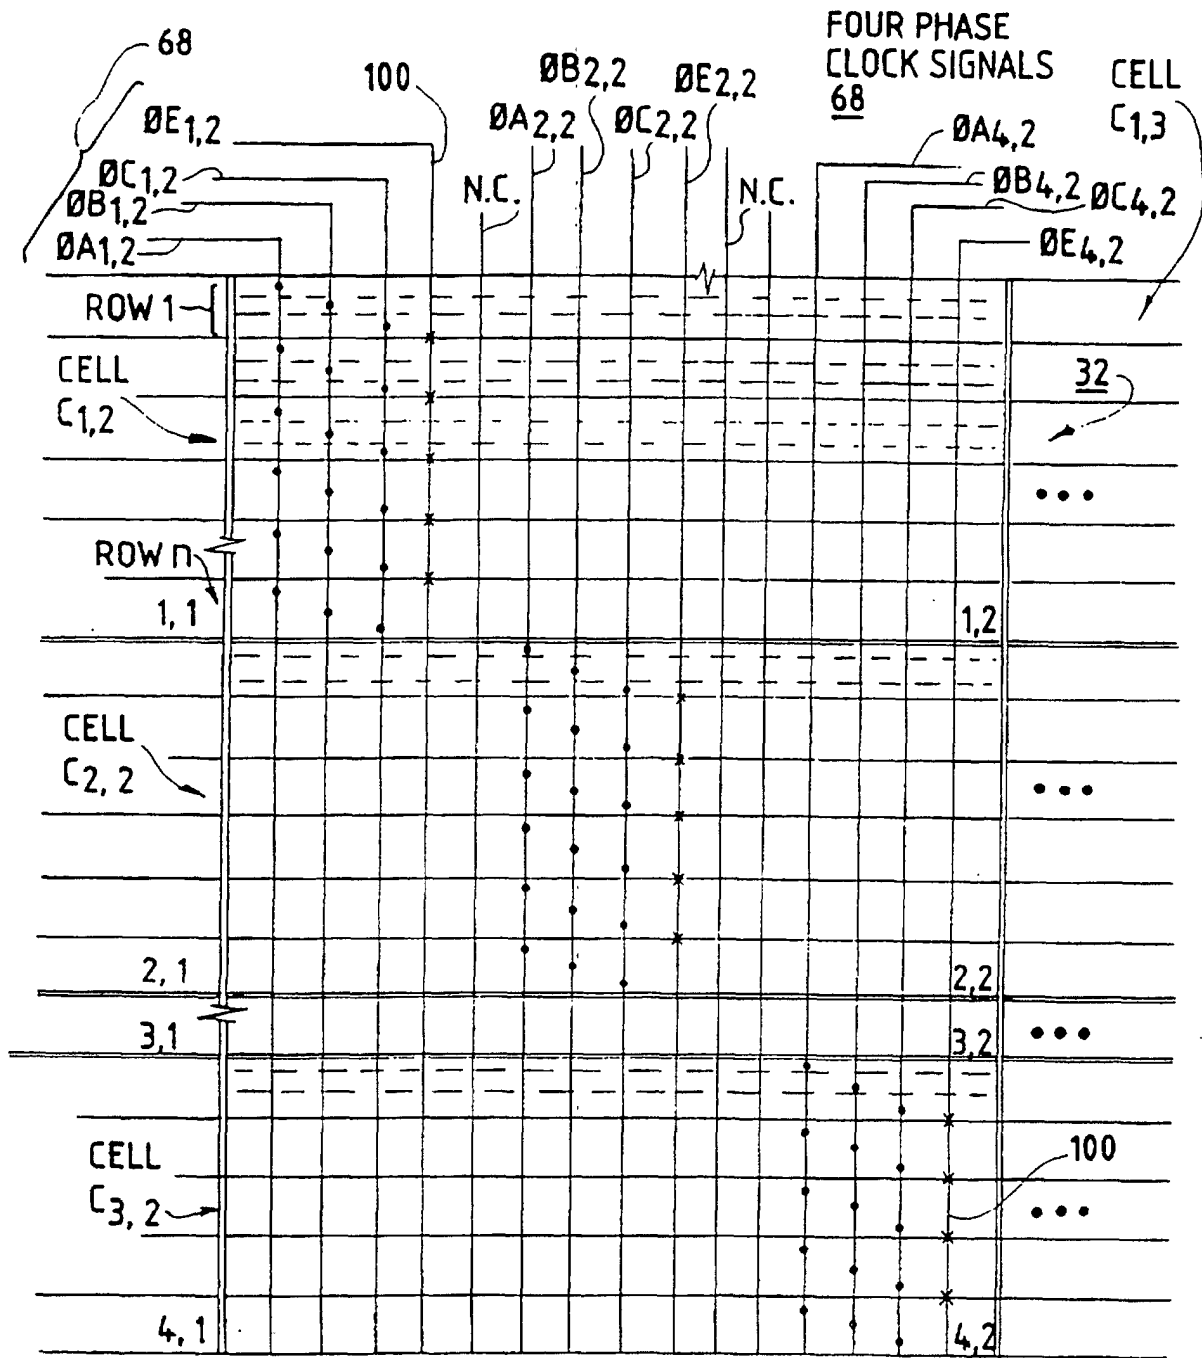 68
100
FOUR PHASE
CLOCK SIGNALS
68
CELL
C1,3
ØE1,2
ØC1,2
ØB1,2
ØA1,2
N.C.
ØA2,2
ØB2,2
ØC2,2
ØE2,2
N.C.
ØA4,2
ØB4,2
ØC4,2
ØE4,2
ROW 1
CELL
C1,2
32
ROW n
1,1
1,2
CELL
C2,2
2,1
2,2
3,1
3,2
CELL
C3,2
100
4,1
4,2